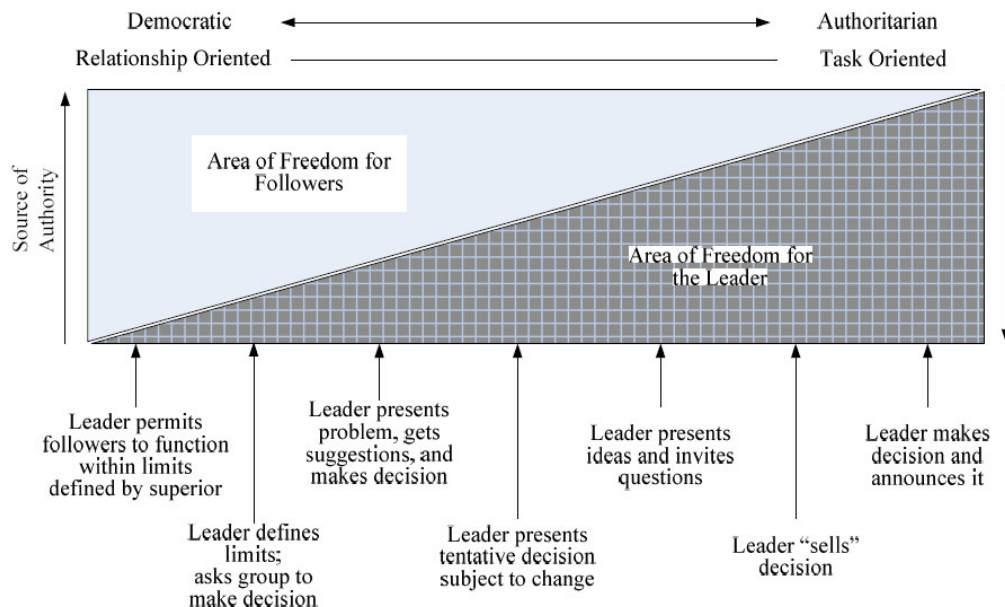 Democratic
Authoritarian
Relationship Oriented
Task Oriented
Source of
Authority
Area of Freedom for
Followers
Area of Freedom for
the Leader
Leader permits
followers to function
within limits
defined by superior
Leader defines
limits;
asks group to
make decision
Leader presents
problem, gets
suggestions, and
makes decision
Leader presents
tentative decision
subject to change
Leader presents
ideas and invites
questions
Leader “sells”
decision
Leader makes
decision and
announces it